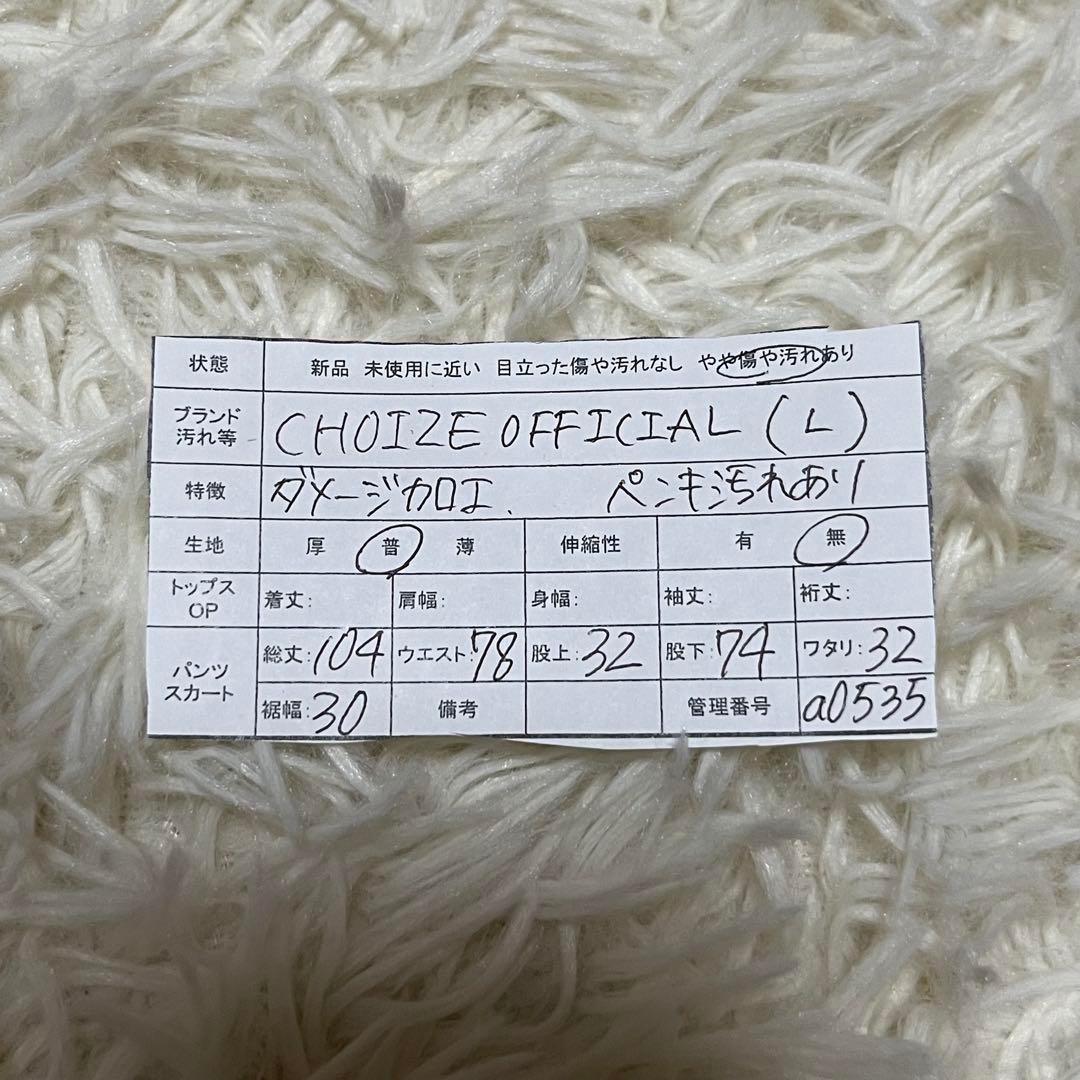 状態 新品 未使用に近い 目立った傷や汚れなし やや傷や汚れあり
ブランド 汚れ等 CHOIZE OFFICIAL (L)
特徴 ダメージ加工. ペンキ汚れあり
生地 厚 普 薄 伸縮性 有 無
トップス OP 着丈: 肩幅: 身幅: 袖丈: 裄丈:
パンツ スカート 総丈:104 ウエスト:78 股上:32 股下:74 ワタリ:32
裾幅:30 備考 管理番号 a0535